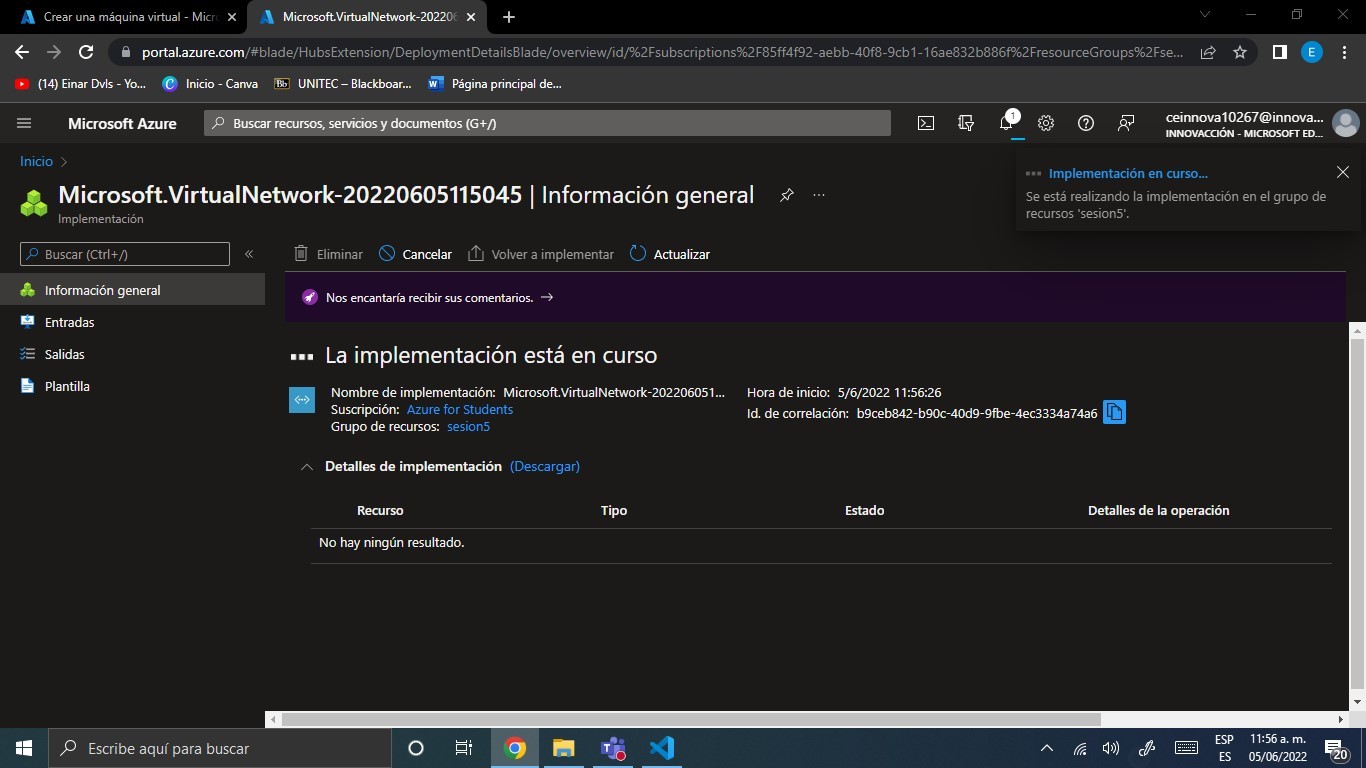 Crear una máquina virtual - Micro
Microsoft.VirtualNetwork-202206
portal.azure.com/#blade/HubsExtension/DeploymentDetailsBlade/overview/id/%2Fsubscriptions%2F85ff4f92-aebb-40f8-9cb1-16ae832b886f%2FresourceGroups%2Fse...
E
(14) Einar Dvls - Yo...
Inicio - Canva
Bb UNITEC – Blackboar...
Página principal de...
Microsoft Azure
Buscar recursos, servicios y documentos (G+/)
1
ceinnova10267@innova...
INNOVACCIÓN - MICROSOFT ED...
Inicio
Microsoft.VirtualNetwork-20220605115045 | Información general
Implementación
Implementación en curso...
Se está realizando la implementación en el grupo de
recursos 'sesion5'.
Buscar (Ctrl+/)
Eliminar
Cancelar
Volver a implementar
Actualizar
Información general
Entradas
Salidas
Plantilla
Nos encantaría recibir sus comentarios. →
La implementación está en curso
Nombre de implementación: Microsoft.VirtualNetwork-202206051...
Suscripción: Azure for Students
Grupo de recursos: sesion5
Hora de inicio: 5/6/2022 11:56:26
Id. de correlación: b9ceb842-b90c-40d9-9fbe-4ec3334a74a6
Detalles de implementación (Descargar)
Recurso Tipo Estado Detalles de la operación
No hay ningún resultado.
Escribe aquí para buscar
ESP
ES
11:56 a. m.
05/06/2022
20